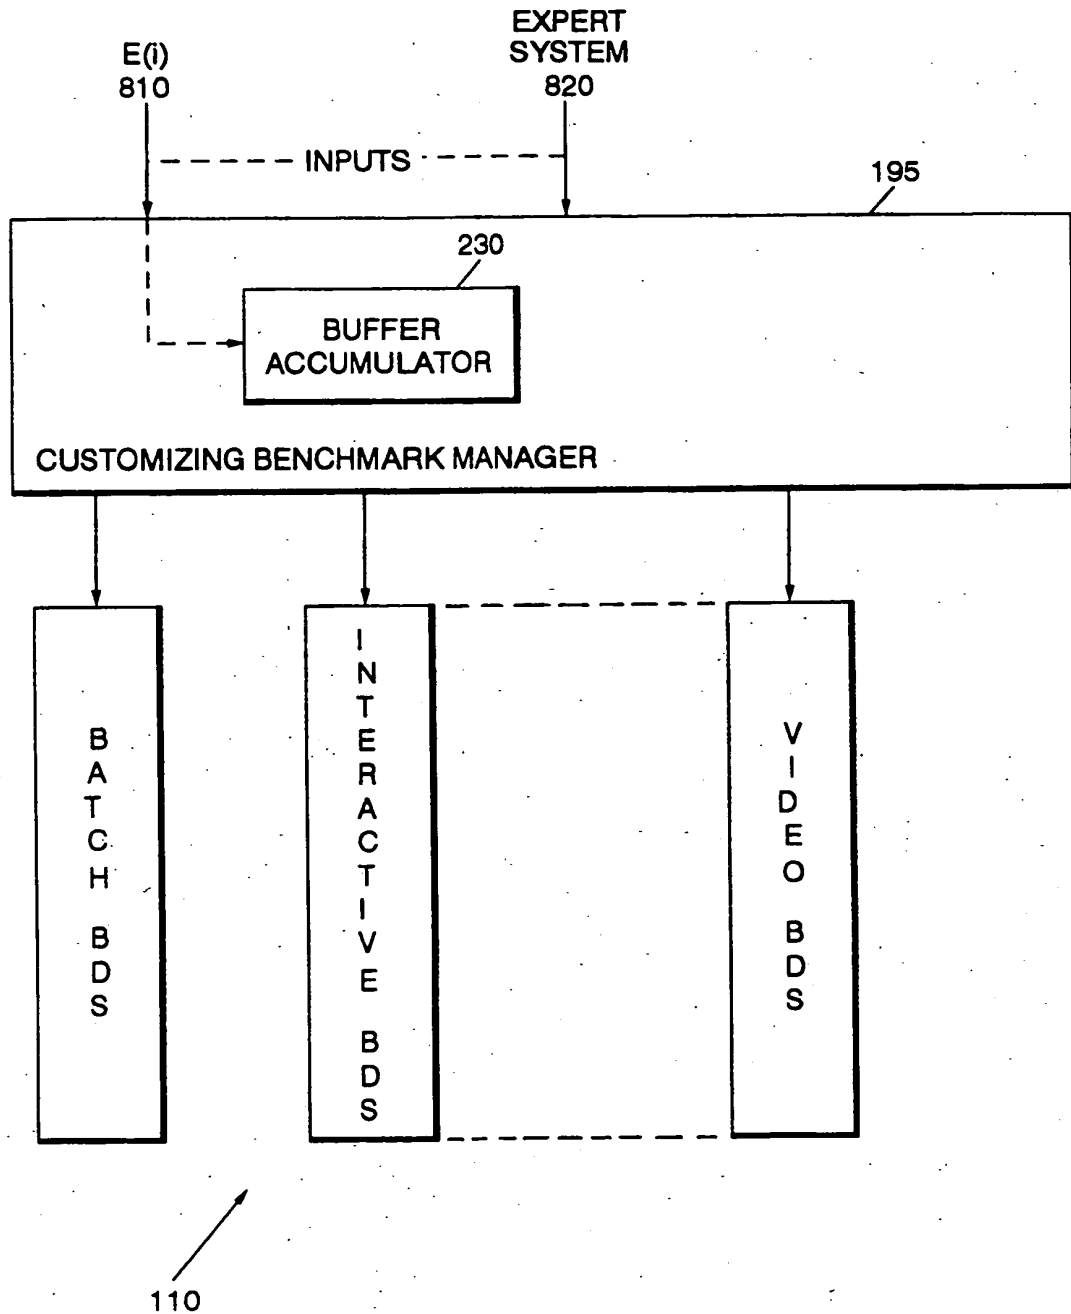 E(i)
810
EXPERT
SYSTEM
820
INPUTS
195
230
BUFFER
ACCUMULATOR
CUSTOMIZING BENCHMARK MANAGER
BATCH BDS
INTERACTIVE BDS
VIDEO BDS
110